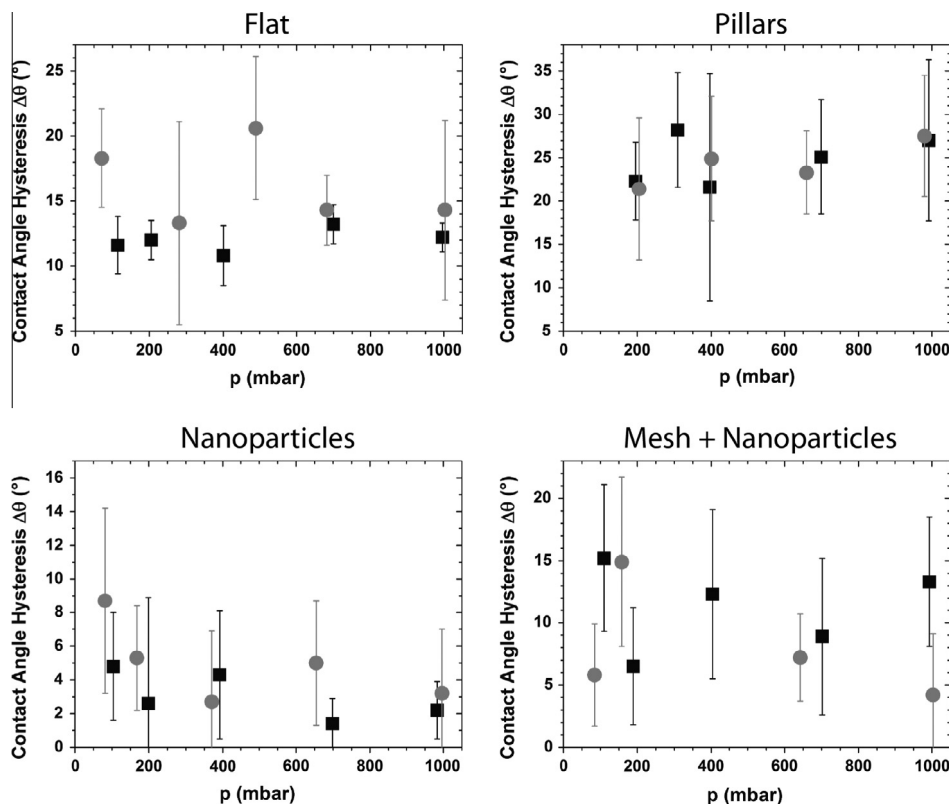 Flat
Contact Angle Hysteresis Δθ (°)
25
20
15
10
5
0 200 400 600 800 1000
p (mbar)
Pillars
Contact Angle Hysteresis Δθ (°)
35
30
25
20
15
10
5
0 200 400 600 800 1000
p (mbar)
Nanoparticles
Contact Angle Hysteresis Δθ (°)
16
14
12
10
8
6
4
2
0
0 200 400 600 800 1000
p (mbar)
Mesh + Nanoparticles
Contact Angle Hysteresis Δθ (°)
20
15
10
5
0
0 200 400 600 800 1000
p (mbar)